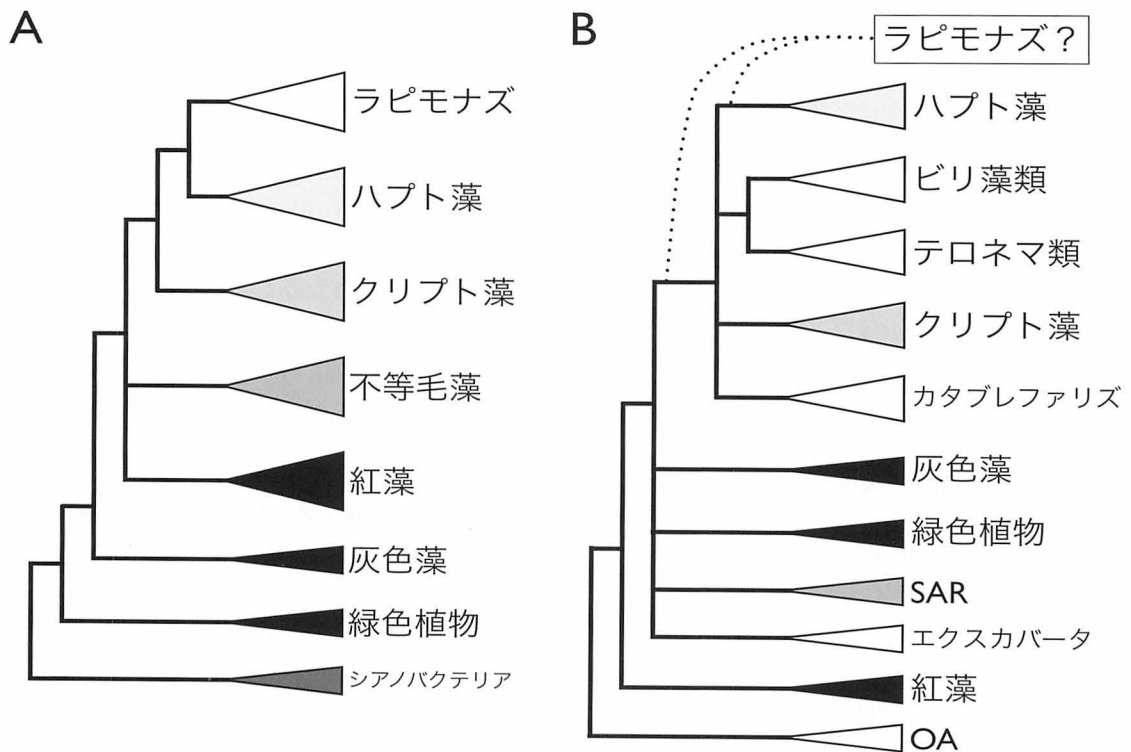 A
ラピモナズ
ハプト藻
クリプト藻
不等毛藻
紅藻
灰色藻
緑色植物
シアノバクテリア
B
ラピモナズ？
ハプト藻
ビリ藻類
テロネマ類
クリプト藻
カタブレファリズ
灰色藻
緑色植物
SAR
エクスカバータ
紅藻
OA